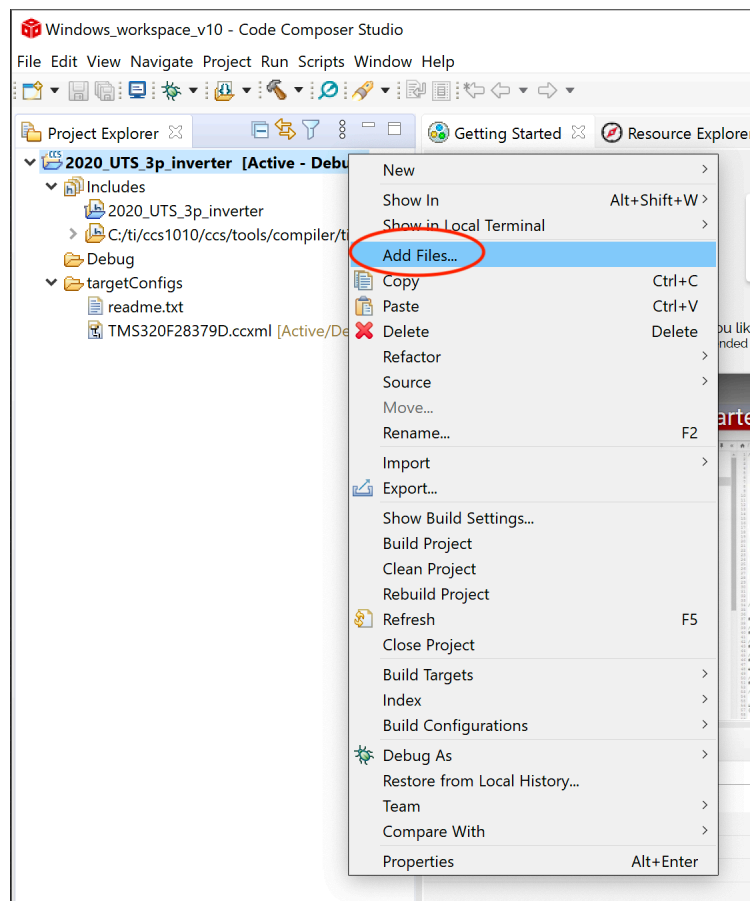 Windows_workspace_v10 - Code Composer Studio
File Edit View Navigate Project Run Scripts Window Help
Project Explorer
Getting Started
Resource Explorer
2020_UTS_3p_inverter [Active - Debu
Includes
2020_UTS_3p_inverter
C:/ti/ccs1010/ccs/tools/compiler/ti
Debug
targetConfigs
readme.txt
TMS320F28379D.ccxml [Active/De
New
Show In Alt+Shift+W
Show in Local Terminal
Add Files...
Copy Ctrl+C
Paste Ctrl+V
Delete Delete
Refactor
Source
Move...
Rename... F2
Import
Export...
Show Build Settings...
Build Project
Clean Project
Rebuild Project
Refresh F5
Close Project
Build Targets
Index
Build Configurations
Debug As
Restore from Local History...
Team
Compare With
Properties Alt+Enter
ou lik
nded
arte